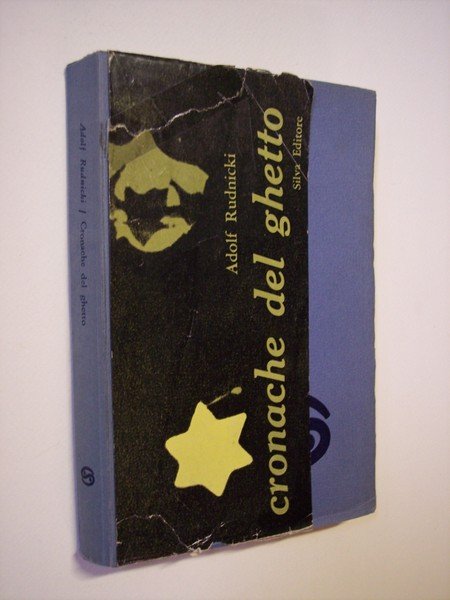 Adolf Rudnicki / Cronache del ghetto
Adolf Rudnicki
cronache del ghetto
Silva Editore